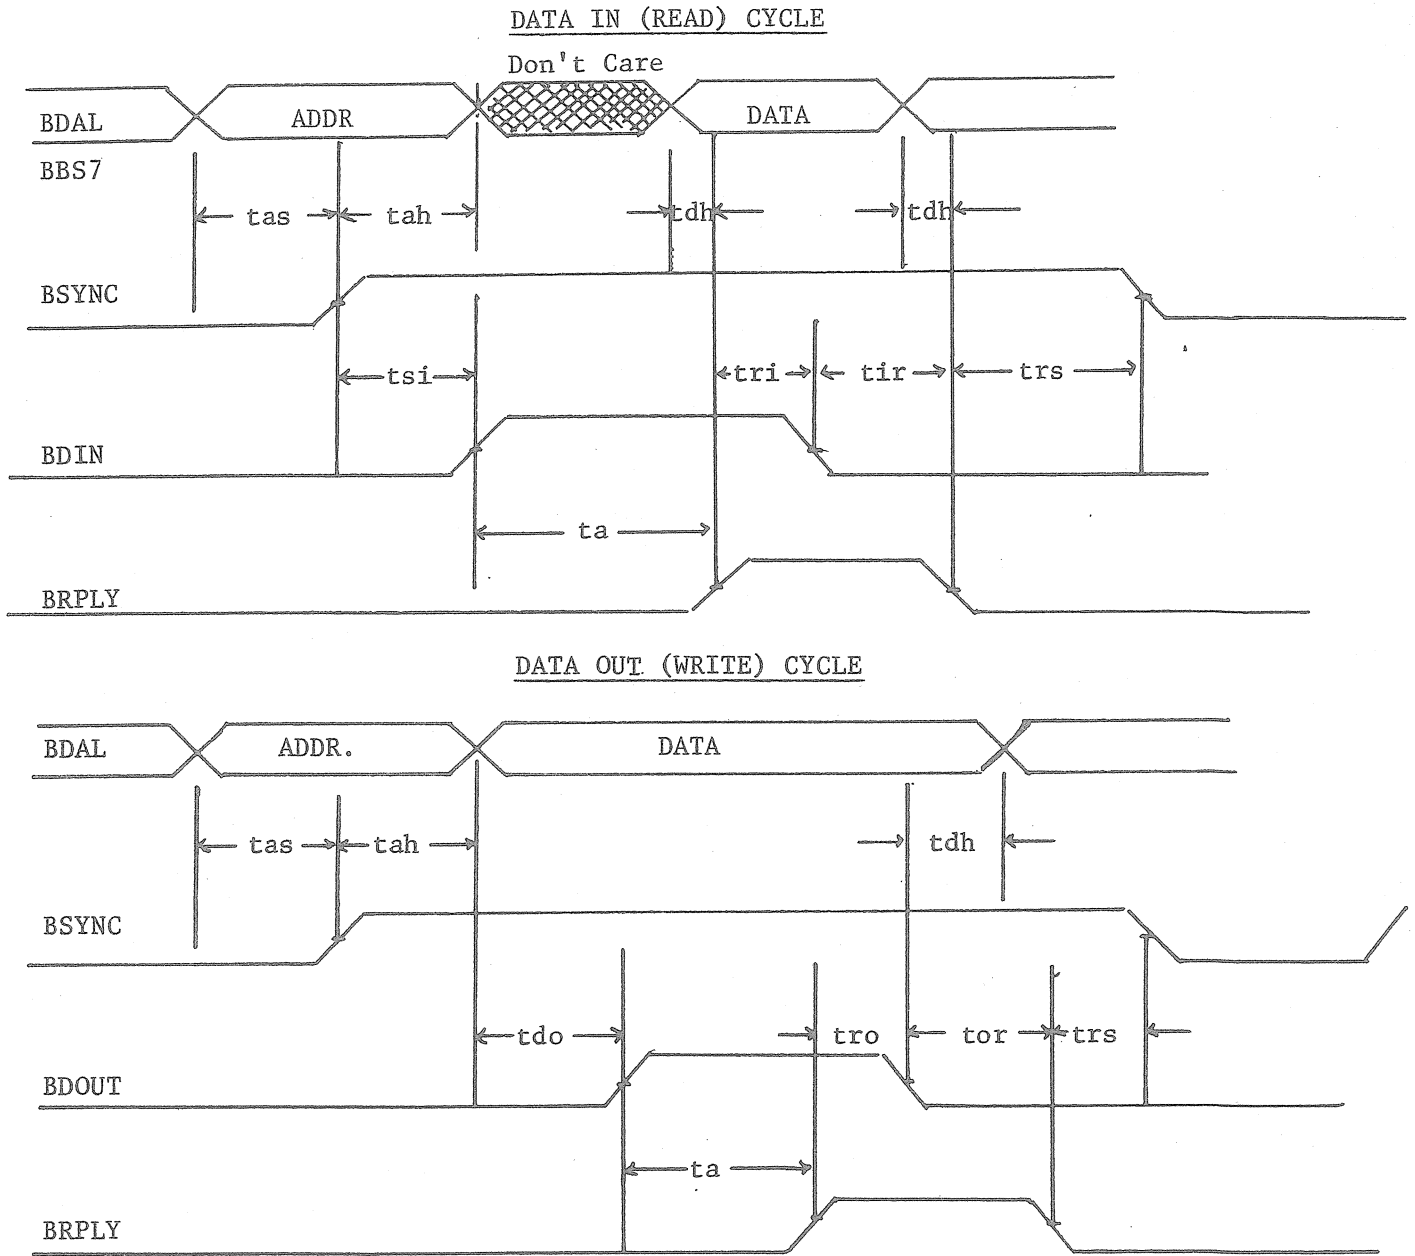 DATA IN (READ) CYCLE
Don't Care
BDAL ADDR DATA
BBS7
tas tah tdh tdh
BSYNC
tsi tri tir trs
BDIN
ta
BRPLY
DATA OUT (WRITE) CYCLE
BDAL ADDR. DATA
tas tah tdh
BSYNC
tdo tro tor trs
BDOUT
ta
BRPLY